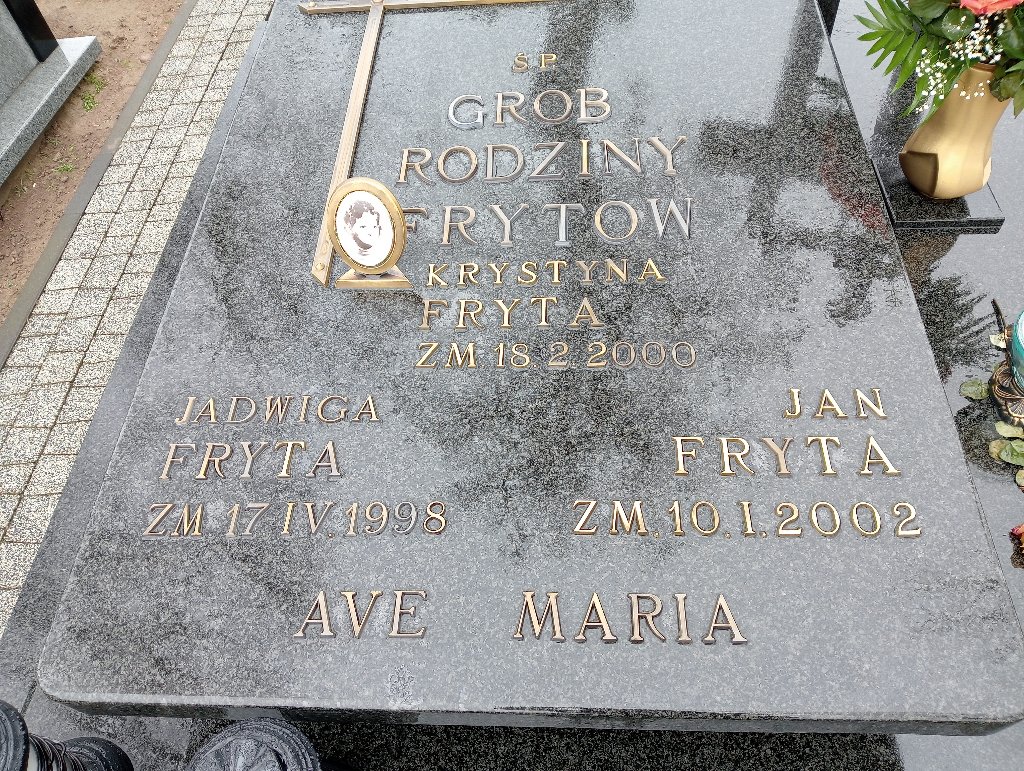 ŚP
GRÓB
RODZINY
FRYTOW
KRYSTYNA
FRYTA
ZM 18.2.2000
JADWIGA
FRYTA
ZM. 17 IV. 1998
JAN
FRYTA
ZM. 10. I. 2002
AVE MARIA